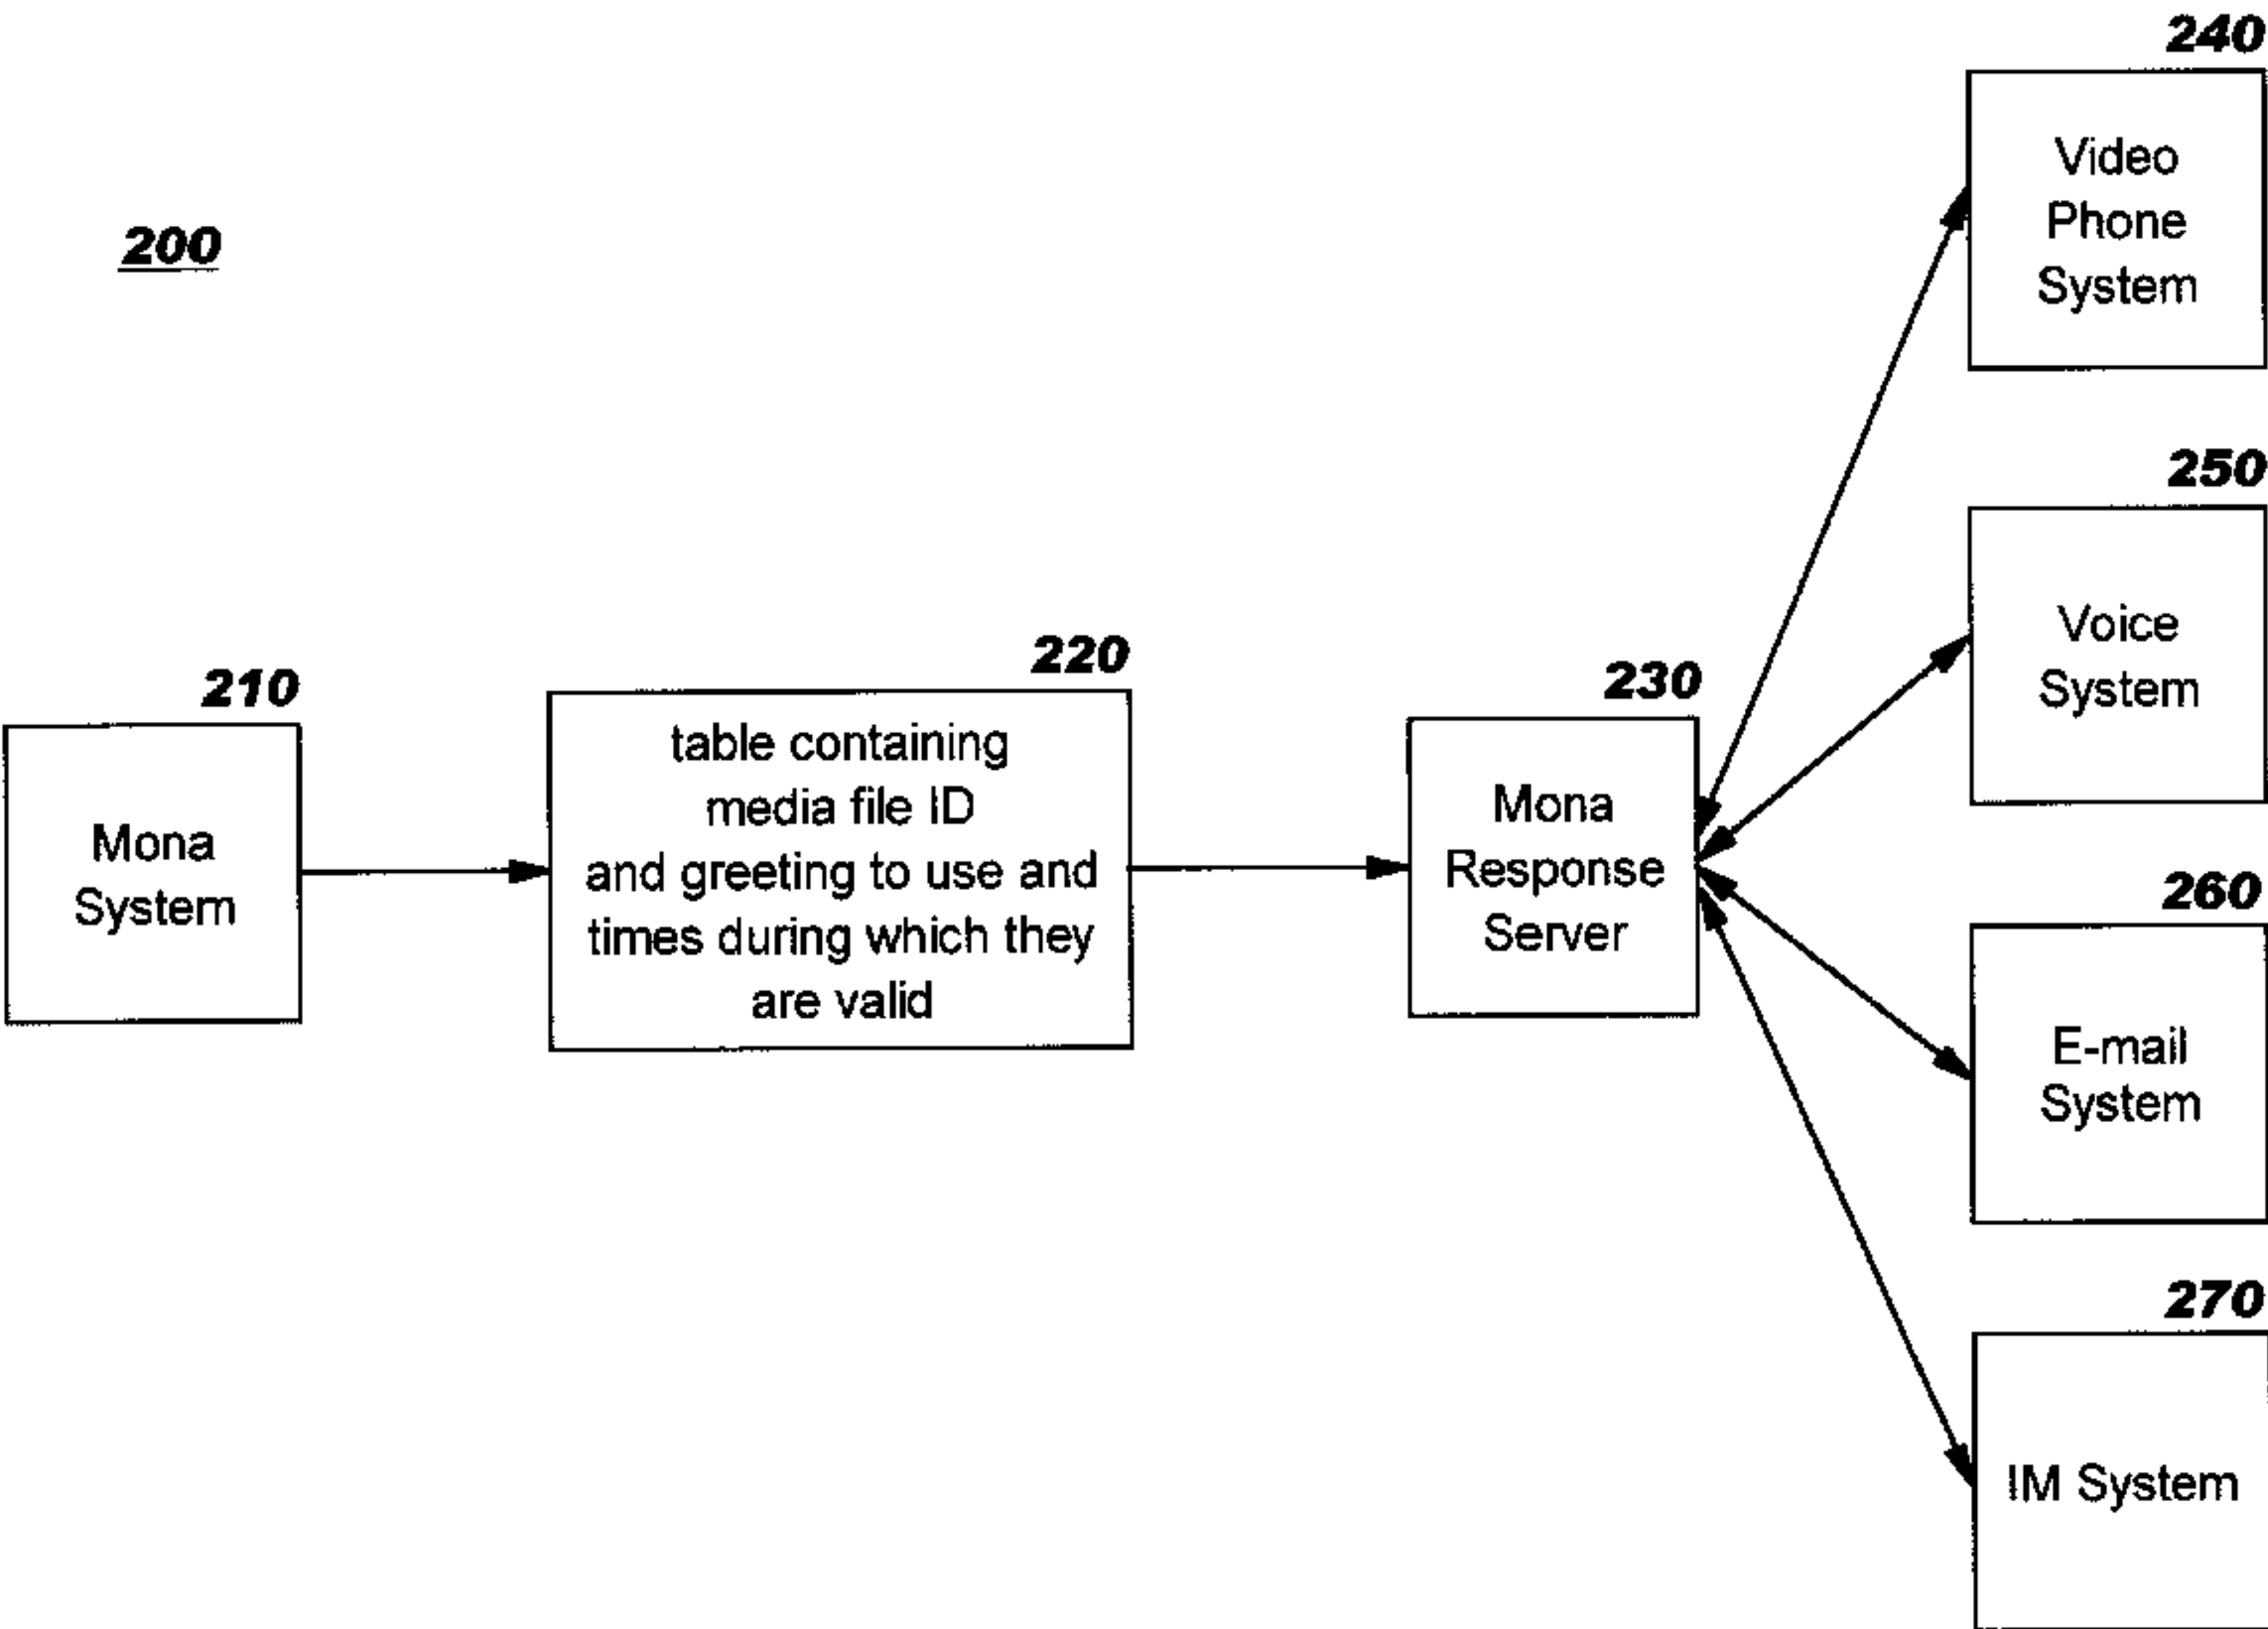 200
210
Mona
System
220
table containing
media file ID
and greeting to use and
times during which they
are valid
230
Mona
Response
Server
240
Video
Phone
System
250
Voice
System
260
E-mail
System
270
IM System